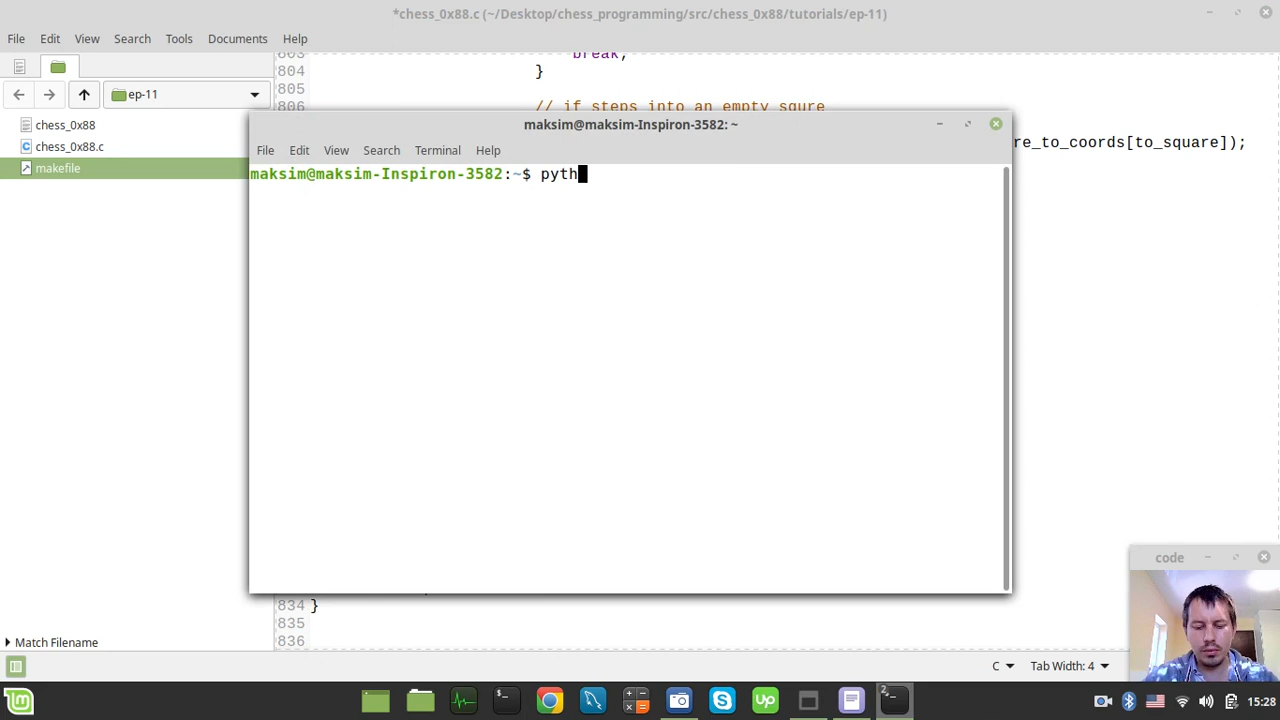 *chess_0x88.c (~/Desktop/chess_programming/src/chess_0x88/tutorials/ep-11)
File Edit View Search Tools Documents Help
ep-11
chess_0x88
chess_0x88.c
makefile
Match Filename
803 break;
804 }
805
806 // if steps into an empty squre
re_to_coords[to_square]);
maksim@maksim-Inspiron-3582: ~
File Edit View Search Terminal Help
maksim@maksim-Inspiron-3582:~$ pyth
834 }
835
836
code
C Tab Width: 4
15:28